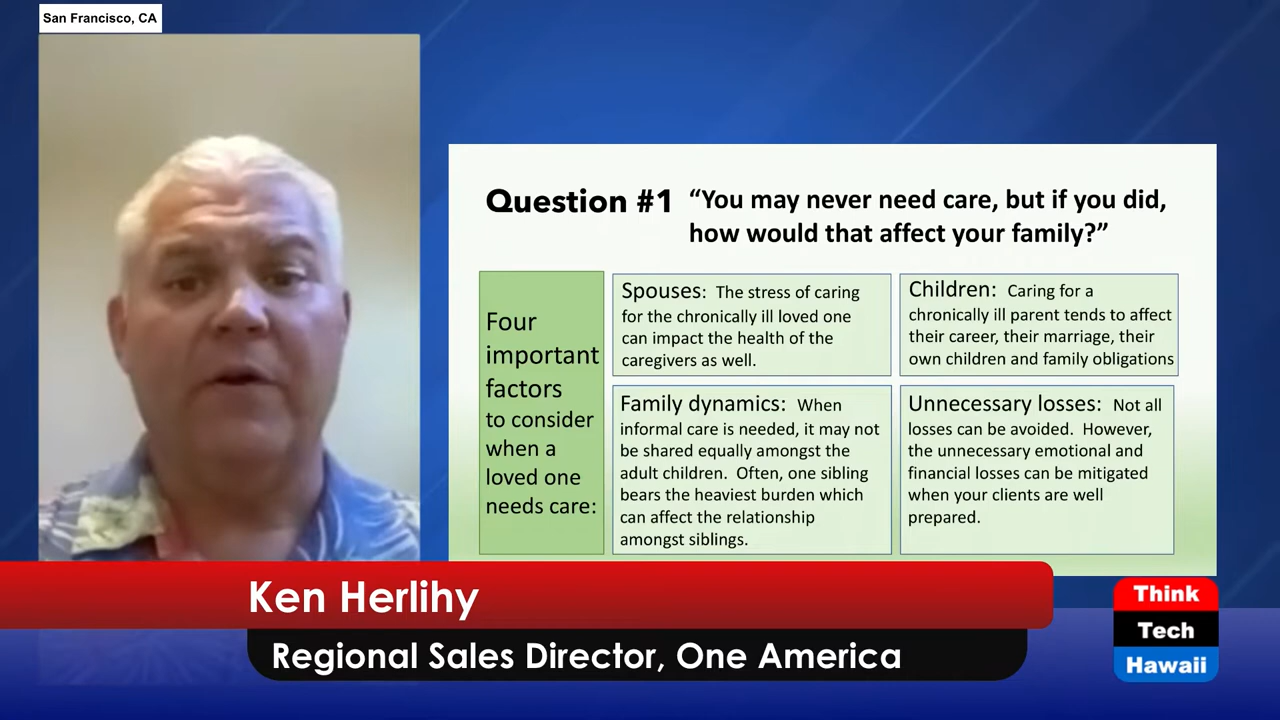 San Francisco, CA
Question #1
“You may never need care, but if you did,
how would that affect your family?”
Four
important
factors
to consider
when a
loved one
needs care:
Spouses: The stress of caring
for the chronically ill loved one
can impact the health of the
caregivers as well.
Children: Caring for a
chronically ill parent tends to affect
their career, their marriage, their
own children and family obligations
Family dynamics: When
informal care is needed, it may not
be shared equally amongst the
adult children. Often, one sibling
bears the heaviest burden which
can affect the relationship
amongst siblings.
Unnecessary losses: Not all
losses can be avoided. However,
the unnecessary emotional and
financial losses can be mitigated
when your clients are well
prepared.
Ken Herlihy
Regional Sales Director, One America
Think
Tech
Hawaii